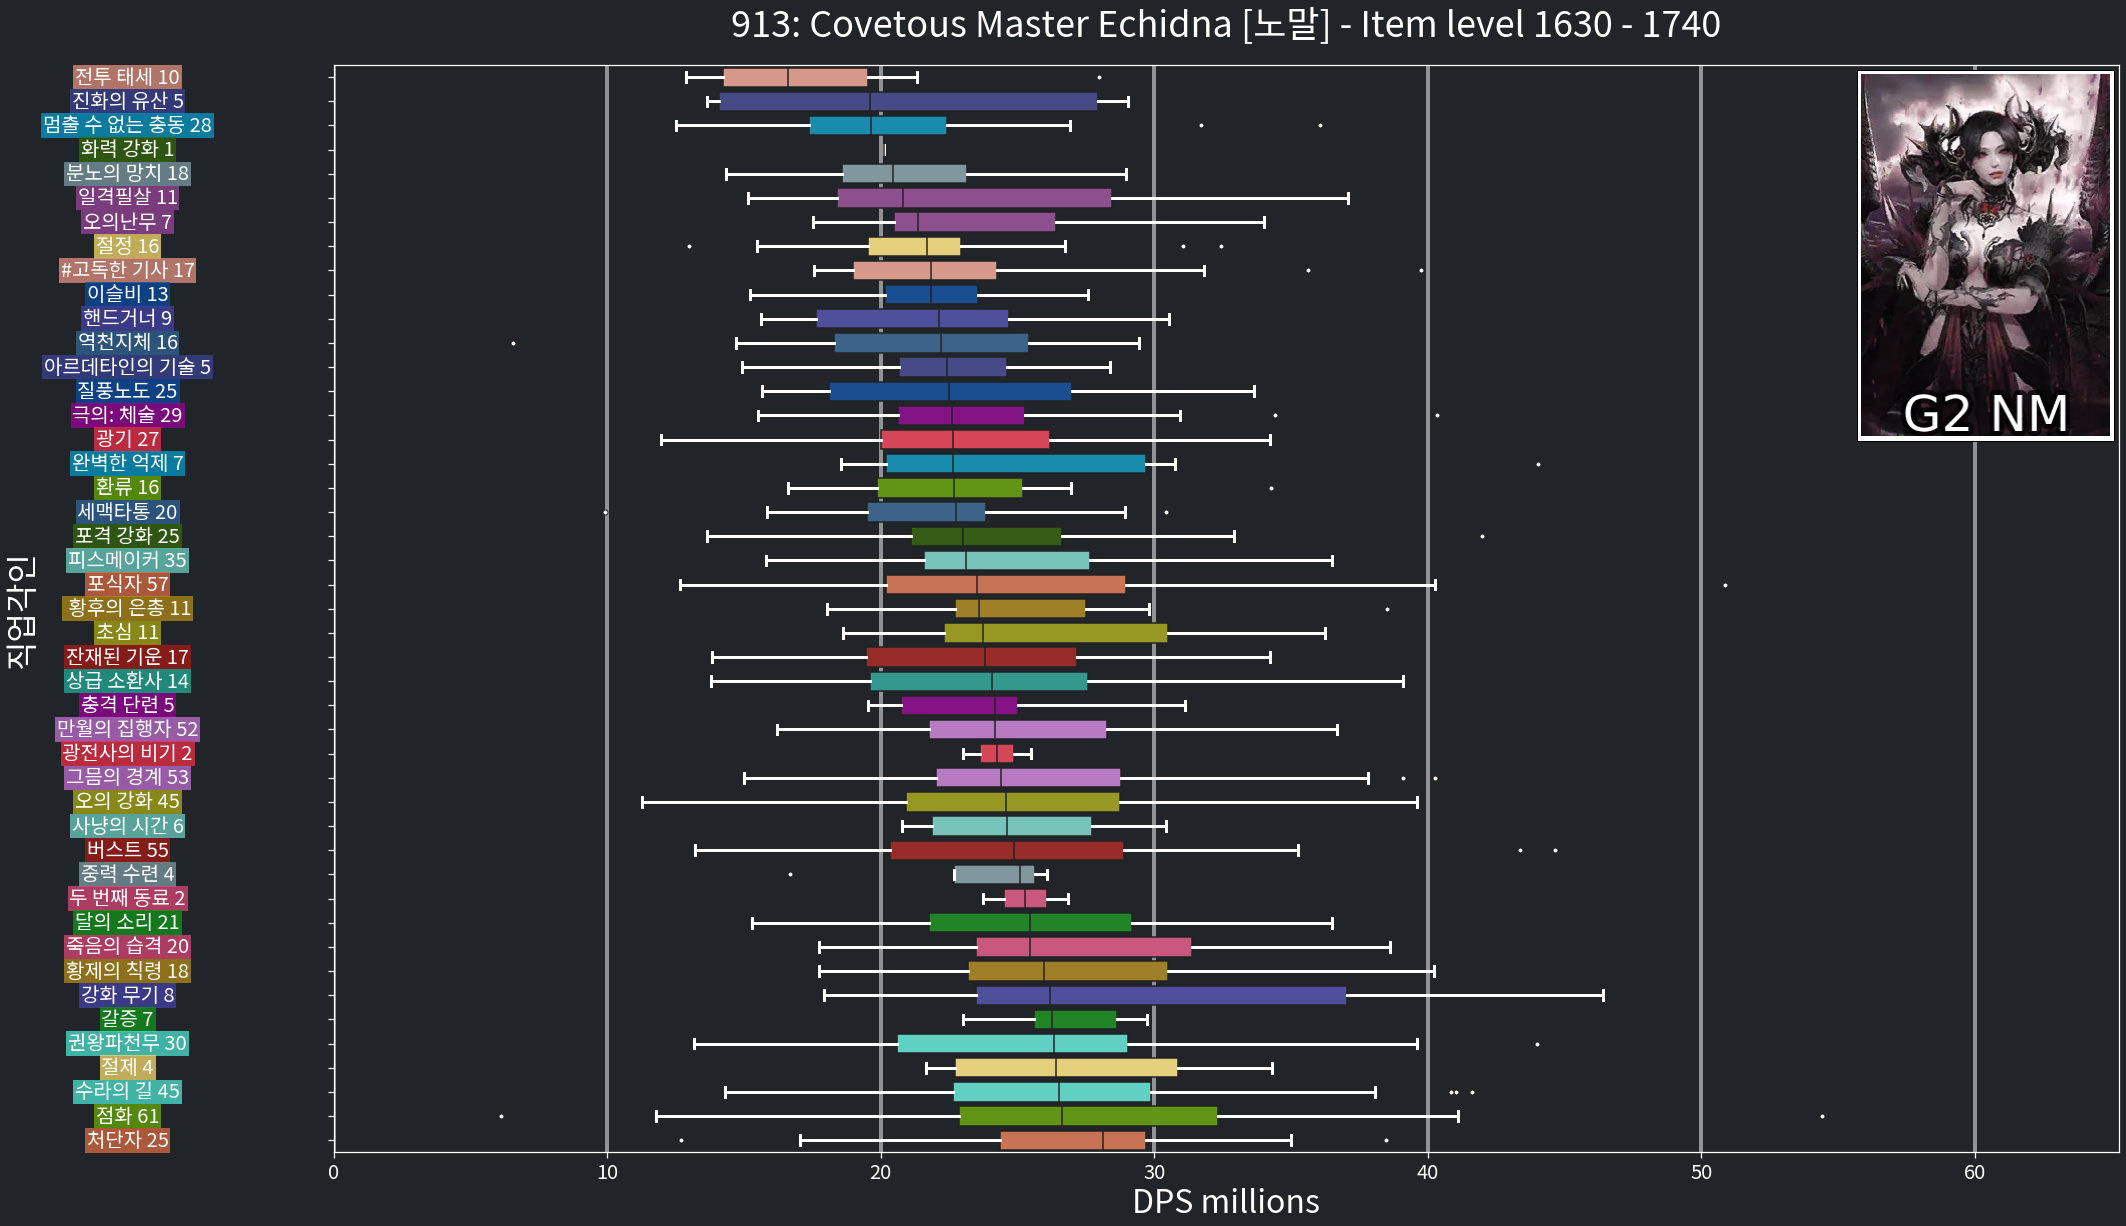 913: Covetous Master Echidna [노말] - Item level 1630 - 1740
전투 태세 10
진화의 유산 5
멈출 수 없는 충동 28
화력 강화 1
분노의 망치 18
일격필살 11
오의난무 7
절정 16
#고독한 기사 17
이슬비 13
핸드거너 9
역천지체 16
아르데타인의 기술 5
질풍노도 25
극의: 체술 29
광기 27
완벽한 억제 7
환류 16
세맥타통 20
포격 강화 25
피스메이커 35
포식자 57
황후의 은총 11
초심 11
잔재된 기운 17
상급 소환사 14
충격 단련 5
만월의 집행자 52
광전사의 비기 2
그믐의 경계 53
오의 강화 45
사냥의 시간 6
버스트 55
중력 수련 4
두 번째 동료 2
달의 소리 21
죽음의 습격 20
황제의 칙령 18
강화 무기 8
갈증 7
권왕파천무 30
절제 4
수라의 길 45
점화 61
처단자 25
직업각인
G2 NM
0 10 20 30 40 50 60
DPS millions